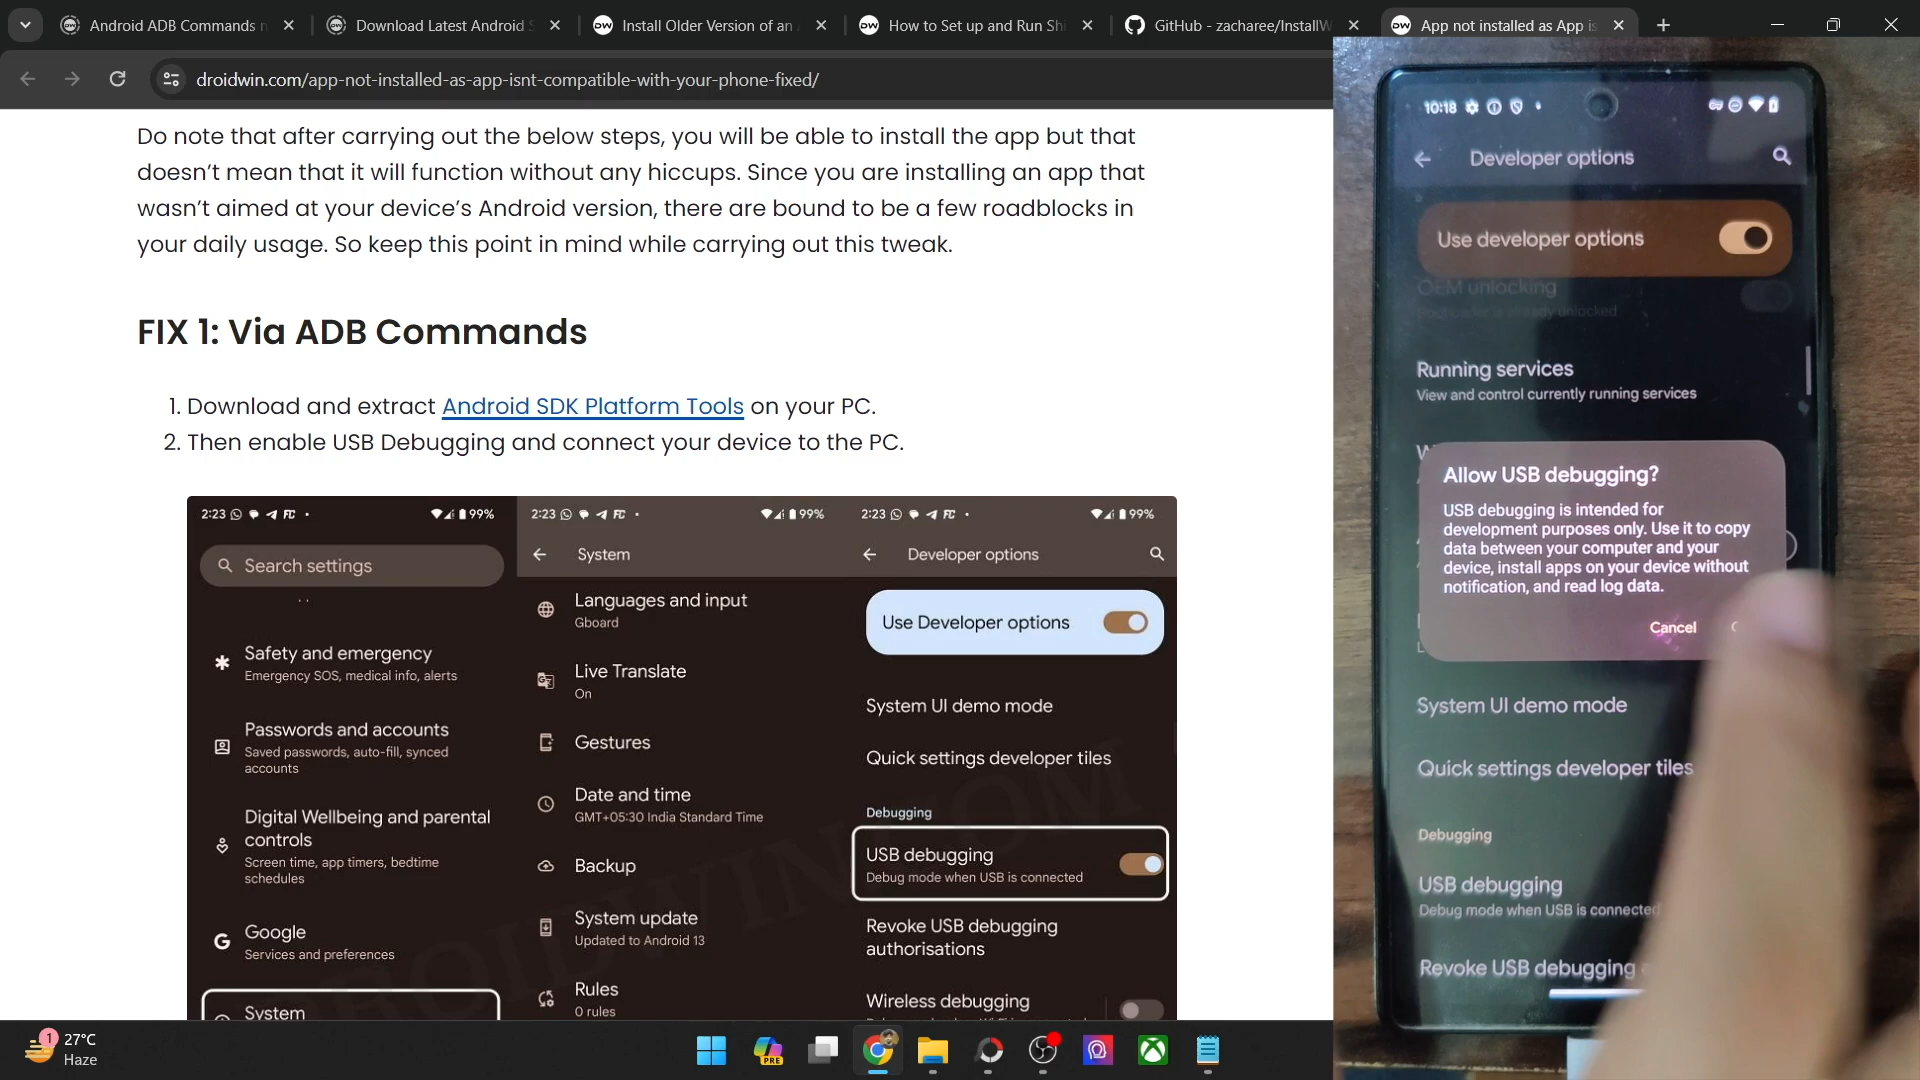 Android ADB Commands
Download Latest Android
Install Older Version of an
How to Set up and Run Shi
GitHub - zacharee/InstallW
App not installed as App is
droidwin.com/app-not-installed-as-app-isnt-compatible-with-your-phone-fixed/
Do note that after carrying out the below steps, you will be able to install the app but that
doesn't mean that it will function without any hiccups. Since you are installing an app that
wasn't aimed at your device's Android version, there are bound to be a few roadblocks in
your daily usage. So keep this point in mind while carrying out this tweak.
FIX 1: Via ADB Commands
1. Download and extract Android SDK Platform Tools on your PC.
2. Then enable USB Debugging and connect your device to the PC.
2:23 FC 99%
Search settings
Safety and emergency
Emergency SOS, medical info, alerts
Passwords and accounts
Saved passwords, auto-fill, synced
accounts
Digital Wellbeing and parental
controls
Screen time, app timers, bedtime
schedules
Google
Services and preferences
System
2:23 FC 99%
System
Languages and input
Gboard
Live Translate
On
Gestures
Date and time
GMT+05:30 India Standard Time
Backup
System update
Updated to Android 13
Rules
0 rules
2:23 FC 99%
Developer options
Use Developer options
System UI demo mode
Quick settings developer tiles
Debugging
USB debugging
Debug mode when USB is connected
Revoke USB debugging
authorisations
Wireless debugging
DROIDWIN.COM
10:18
Developer options
Use developer options
OEM unlocking
Bootloader is already unlocked
Running services
View and control currently running services
Allow USB debugging?
USB debugging is intended for
development purposes only. Use it to copy
data between your computer and your
device, install apps on your device without
notification, and read log data.
Cancel
System UI demo mode
Quick settings developer tiles
Debugging
USB debugging
Debug mode when USB is connected
Revoke USB debugging
1
27°C
Haze
PRE